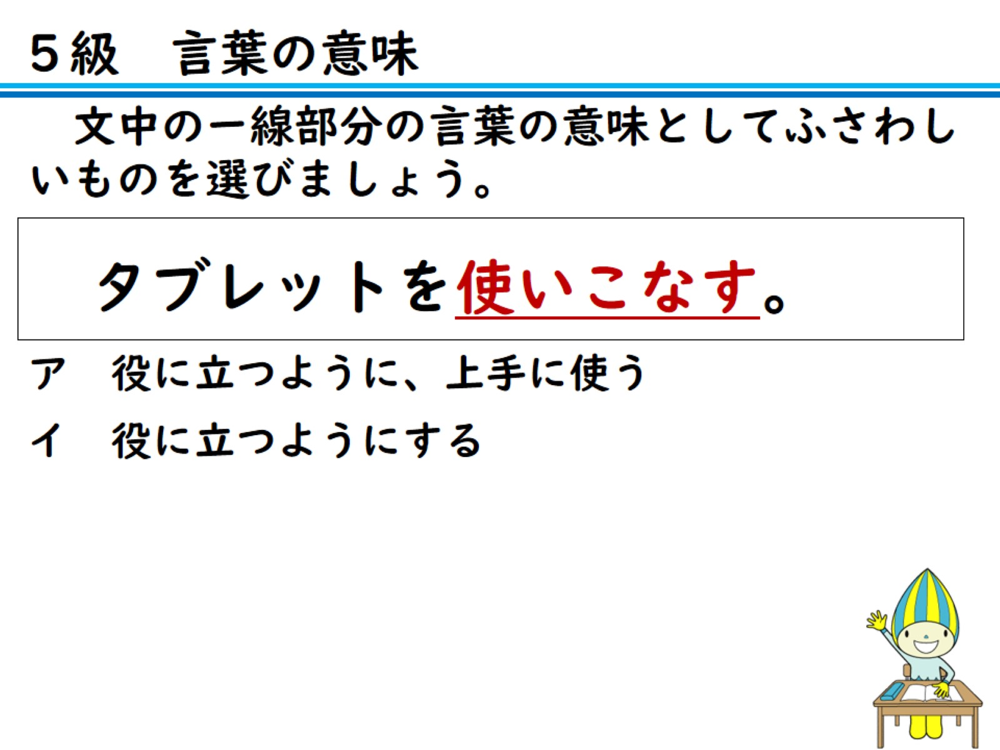 ５級　言葉の意味
　文中の―線部分の言葉の意味としてふさわし
いものを選びましょう。
タブレットを使いこなす。
ア　役に立つように、上手に使う
イ　役に立つようにする